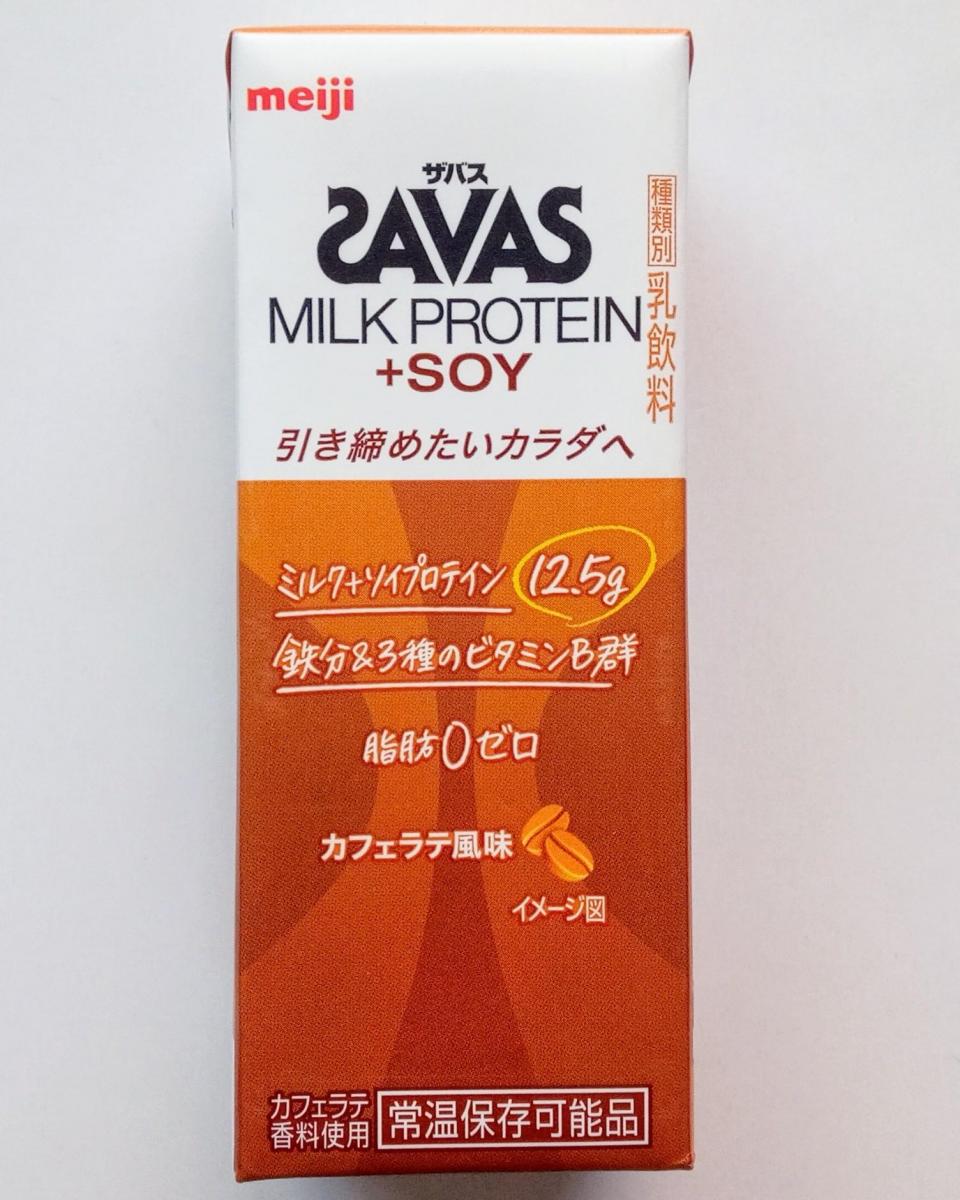 meiji
ザバス
SAVAS
MILK PROTEIN
+SOY
種類別 乳飲料
引き締めたいカラダへ
ミルク+ソイプロテイン 12.5g
鉄分&3種のビタミンB群
脂肪0ゼロ
カフェラテ風味
イメージ図
カフェラテ
香料使用
常温保存可能品